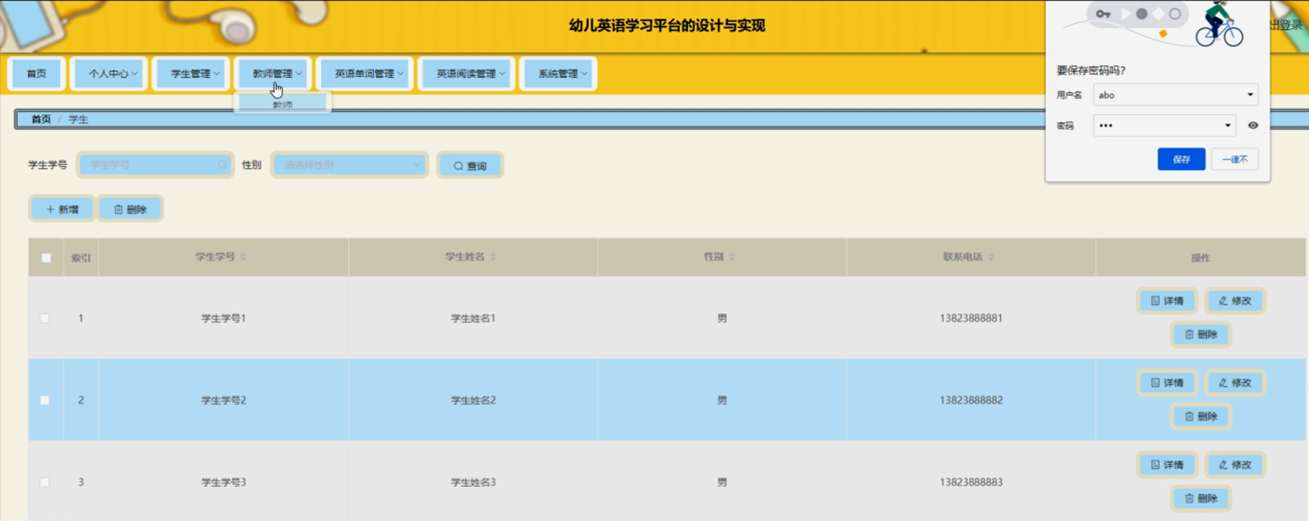 幼儿英语学习平台的设计与实现
出登录
首页 个人中心 学生管理 教师管理 英语单词管理 英语阅读管理 系统管理
教师
首页 / 学生
要保存密码吗?
用户名 abo
密码 •••
保存 一律不
学生学号 学生学号 性别 请选择性别 查询
新增 删除
索引 学生学号 学生姓名 性别 联系电话 操作
1 学生学号1 学生姓名1 男 13823888881 详情 修改
删除
2 学生学号2 学生姓名2 男 13823888882 详情 修改
删除
3 学生学号3 学生姓名3 男 13823888883 详情 修改
删除